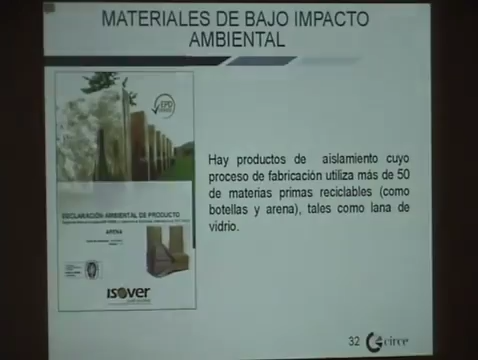 MATERIALES DE BAJO IMPACTO
AMBIENTAL
EPD
Hay productos de aislamiento cuyo
proceso de fabricación utiliza más de 50
de materias primas reciclables (como
botellas y arena), tales como lana de
vidrio.
DECLARACIÓN AMBIENTAL DE PRODUCTO
ARENA
isover
32 circe